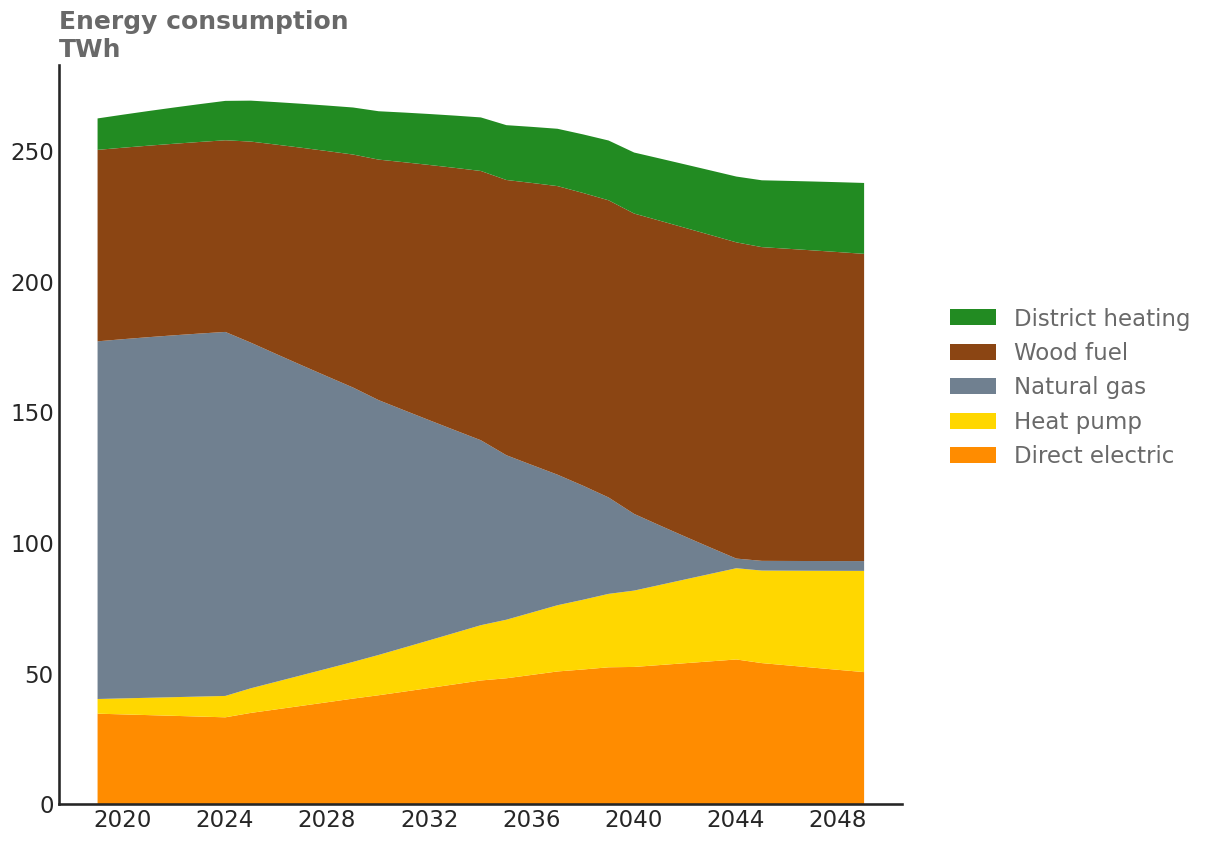 Energy consumption
TWh
250
200
150
100
50
0
2020 2024 2028 2032 2036 2040 2044 2048
District heating
Wood fuel
Natural gas
Heat pump
Direct electric